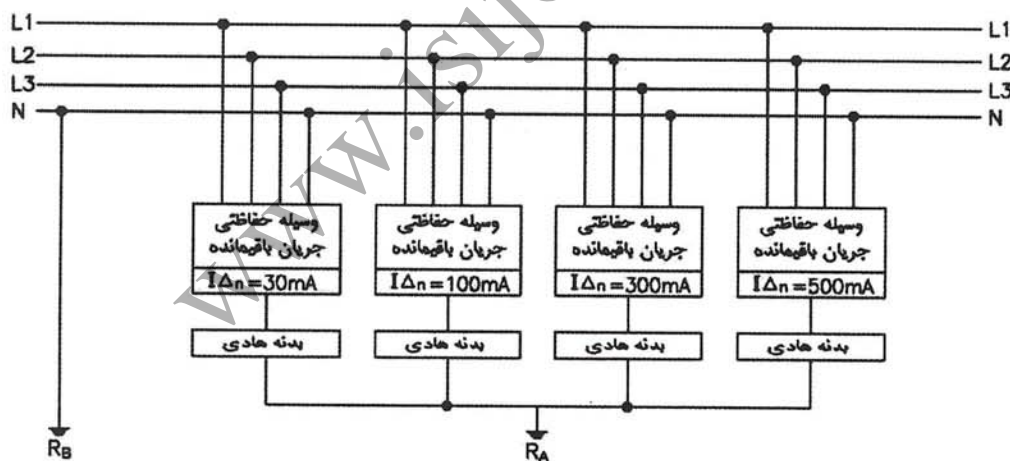 L1 L1
L2 L2
L3 L3
N N
www.isije
وسیله حفاظتی
جریان باقیمانده
IΔn=30mA
بدنه هادی
وسیله حفاظتی
جریان باقیمانده
IΔn=100mA
بدنه هادی
وسیله حفاظتی
جریان باقیمانده
IΔn=300mA
بدنه هادی
وسیله حفاظتی
جریان باقیمانده
IΔn=500mA
بدنه هادی
RB
RA